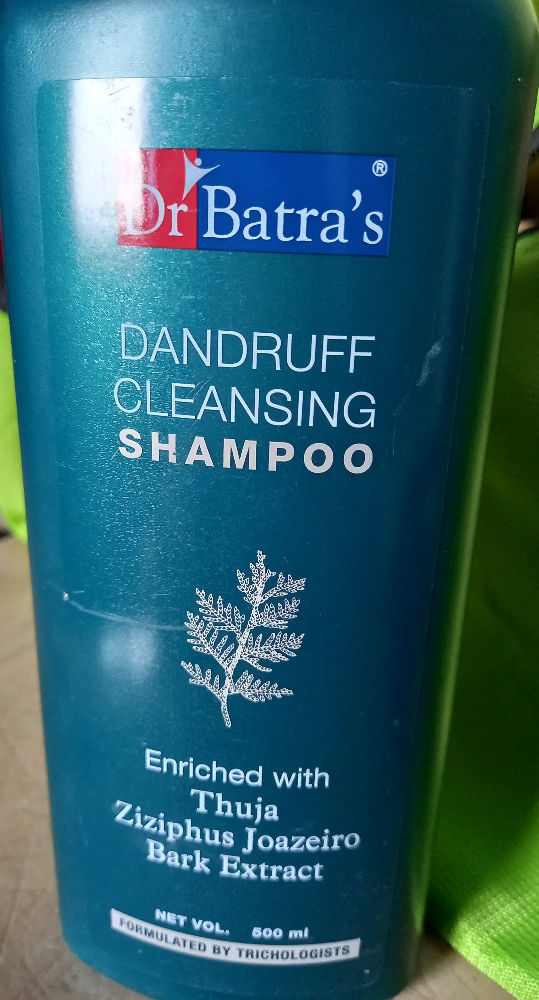 Dr Batra's®
DANDRUFF
CLEANSING
SHAMPOO
Enriched with
Thuja
Ziziphus Joazeiro
Bark Extract
NET VOL. 500 ml
FORMULATED BY TRICHOLOGISTS